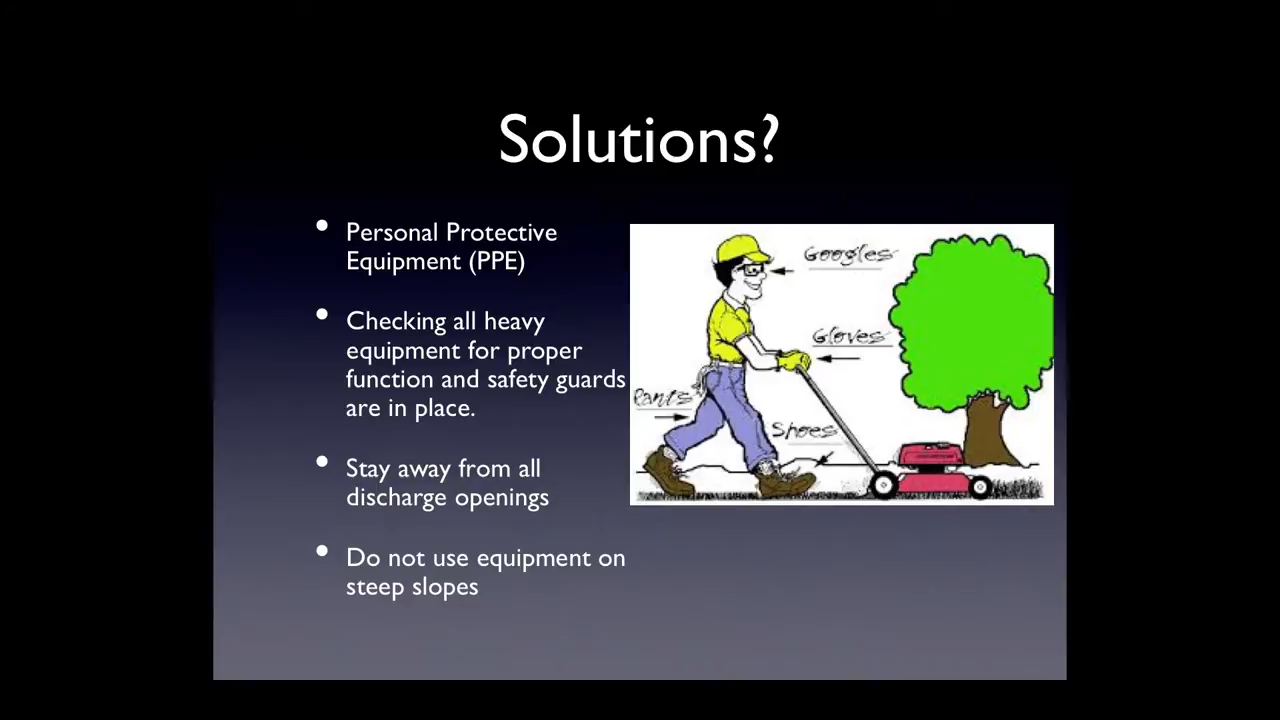 Solutions?
• Personal Protective
Equipment (PPE)
• Checking all heavy
equipment for proper
function and safety guards
are in place.
• Stay away from all
discharge openings
• Do not use equipment on
steep slopes
Googles
Gloves
Pants
Shoes